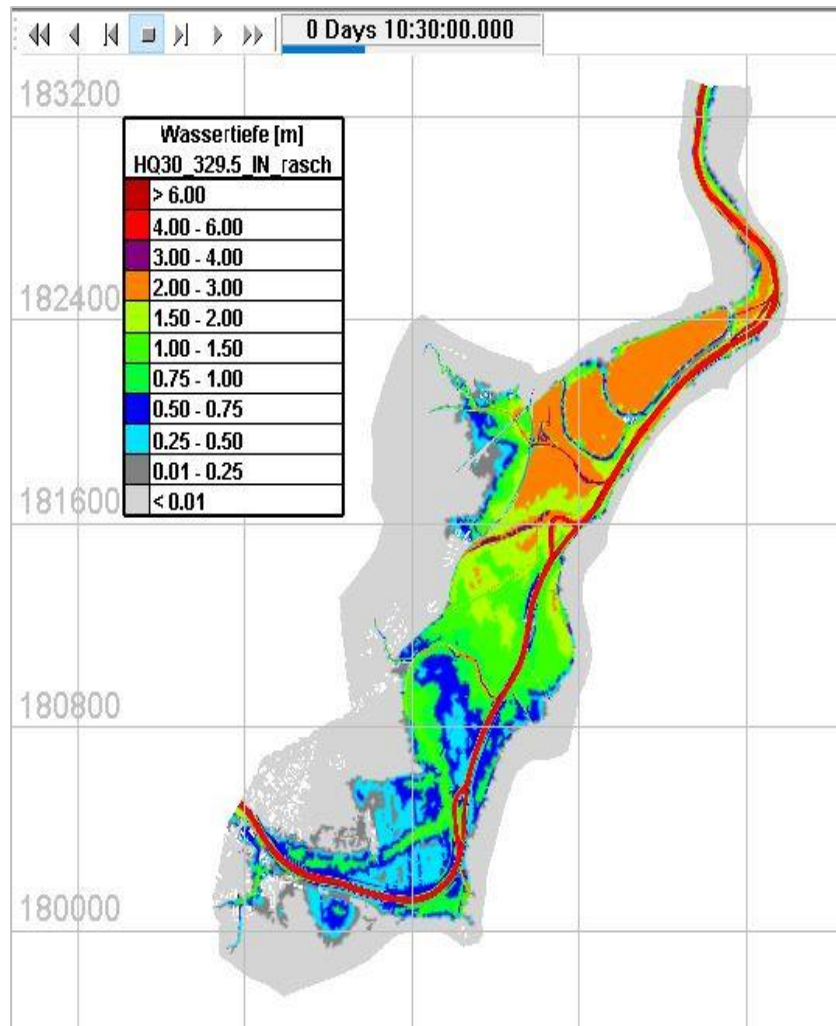 0 Days 10:30:00.000
183200
Wassertiefe [m]
HQ30_329.5_IN_rasch
> 6.00
4.00 - 6.00
3.00 - 4.00
2.00 - 3.00
1.50 - 2.00
1.00 - 1.50
0.75 - 1.00
0.50 - 0.75
0.25 - 0.50
0.01 - 0.25
< 0.01
182400
181600
180800
180000